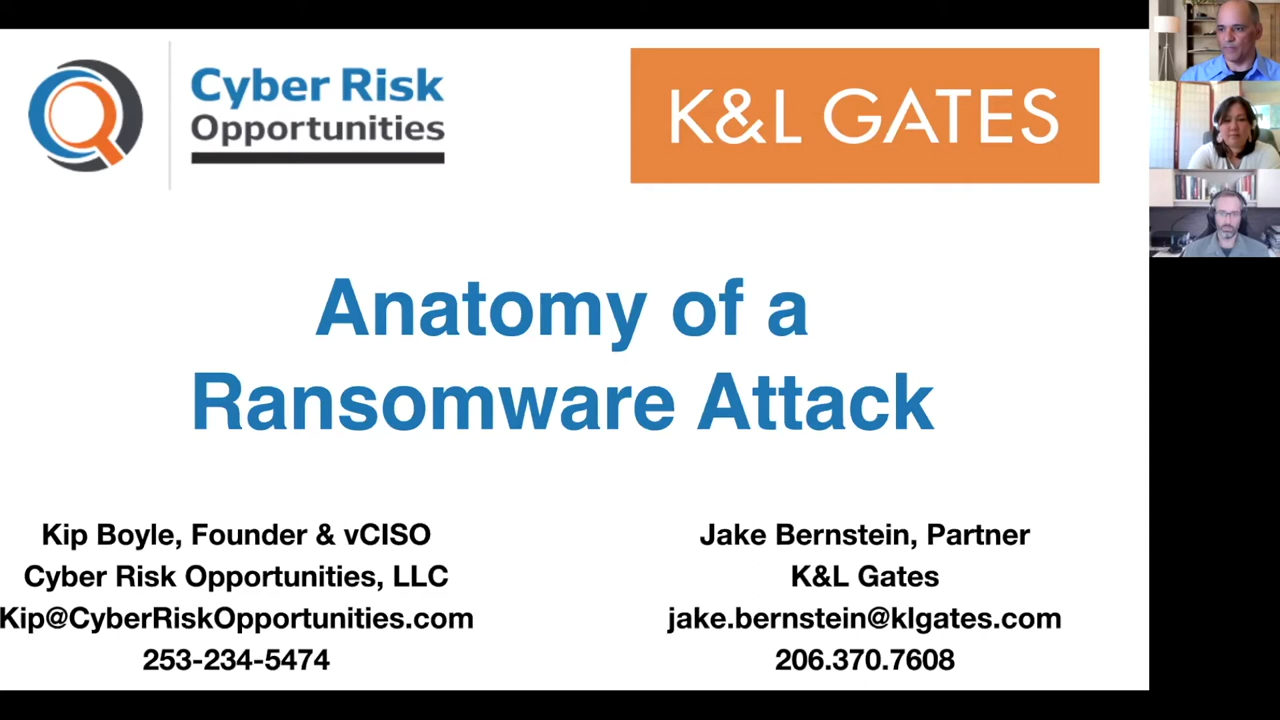 Cyber Risk
Opportunities
K&L GATES
Anatomy of a
Ransomware Attack
Kip Boyle, Founder & vCISO
Cyber Risk Opportunities, LLC
Kip@CyberRiskOpportunities.com
253-234-5474
Jake Bernstein, Partner
K&L Gates
jake.bernstein@klgates.com
206.370.7608